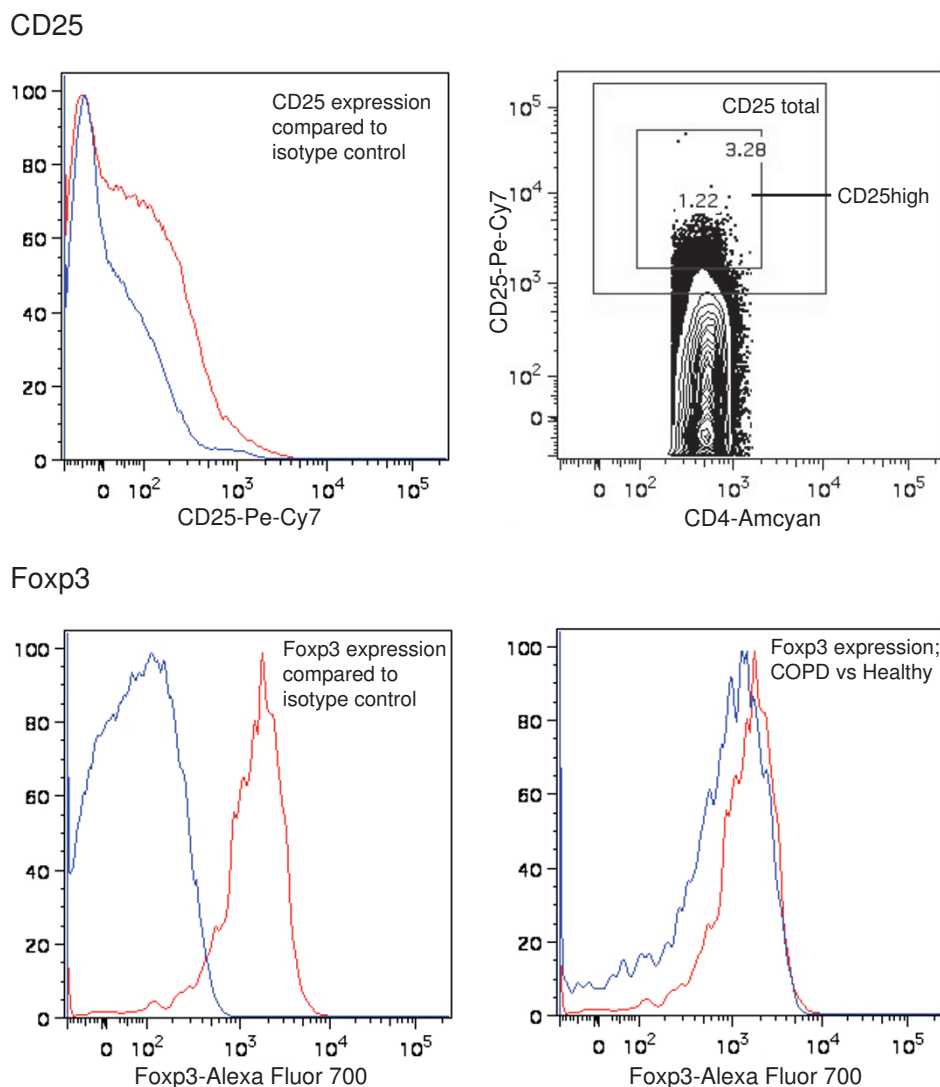 CD25
100
80
60
40
20
0
CD25 expression
compared to
isotype control
0 10² 10³ 10⁴ 10⁵
CD25-Pe-Cy7
10⁵
10⁴
10³
10²
0
CD25 total
3.28
1.22
CD25high
CD25-Pe-Cy7
0 10² 10³ 10⁴ 10⁵
CD4-Amcyan
Foxp3
100
80
60
40
20
0
Foxp3 expression
compared to
isotype control
0 10² 10³ 10⁴ 10⁵
Foxp3-Alexa Fluor 700
100
80
60
40
20
0
Foxp3 expression;
COPD vs Healthy
0 10² 10³ 10⁴ 10⁵
Foxp3-Alexa Fluor 700